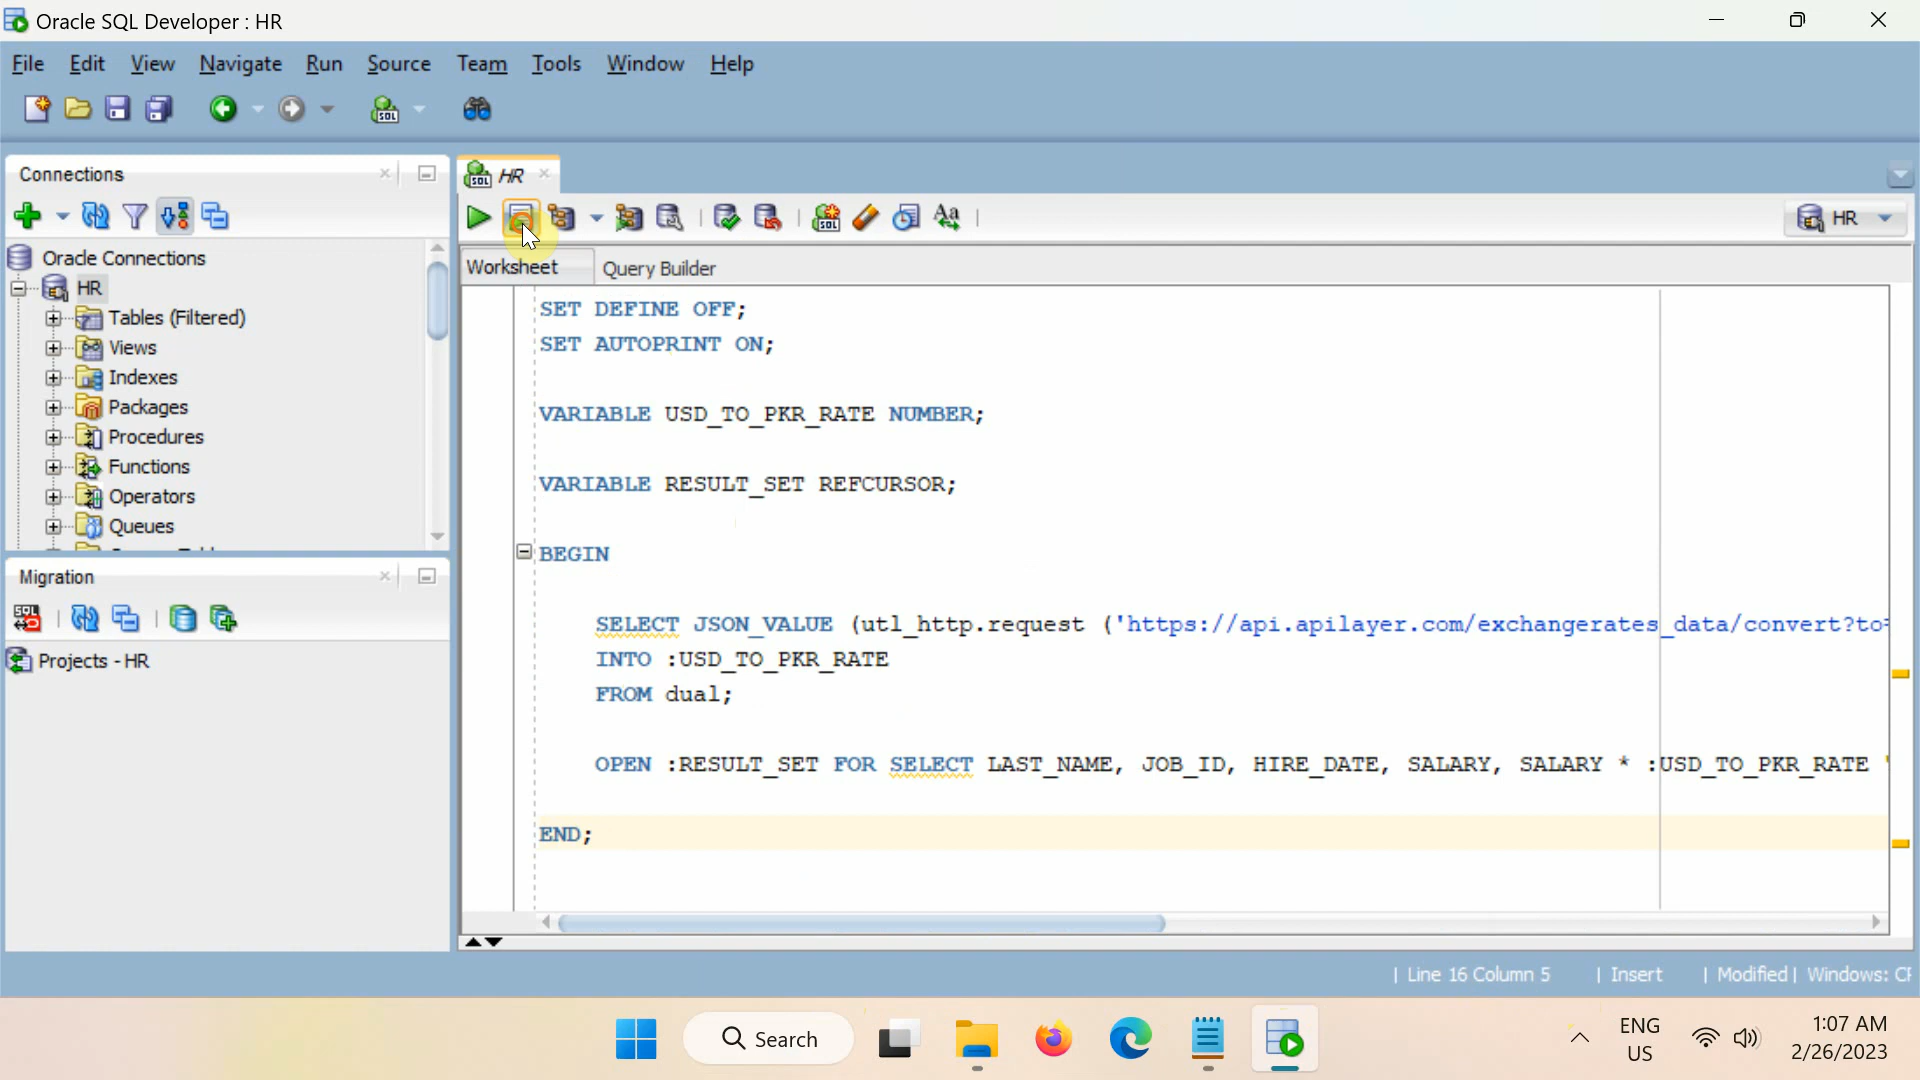 Oracle SQL Developer : HR
File Edit View Navigate Run Source Team Tools Window Help
Connections
Oracle Connections
HR
Tables (Filtered)
Views
Indexes
Packages
Procedures
Functions
Operators
Queues
Migration
Projects - HR
HR
HR
Worksheet Query Builder
SET DEFINE OFF;
SET AUTOPRINT ON;
VARIABLE USD_TO_PKR_RATE NUMBER;
VARIABLE RESULT_SET REFCURSOR;
BEGIN
SELECT JSON_VALUE (utl_http.request ('https://api.apilayer.com/exchangerates_data/convert?to=
INTO :USD_TO_PKR_RATE
FROM dual;
OPEN :RESULT_SET FOR SELECT LAST_NAME, JOB_ID, HIRE_DATE, SALARY, SALARY * :USD_TO_PKR_RATE
END;
| Line 16 Column 5 | Insert | Modified | Windows: CR
Search
ENG
US
1:07 AM
2/26/2023